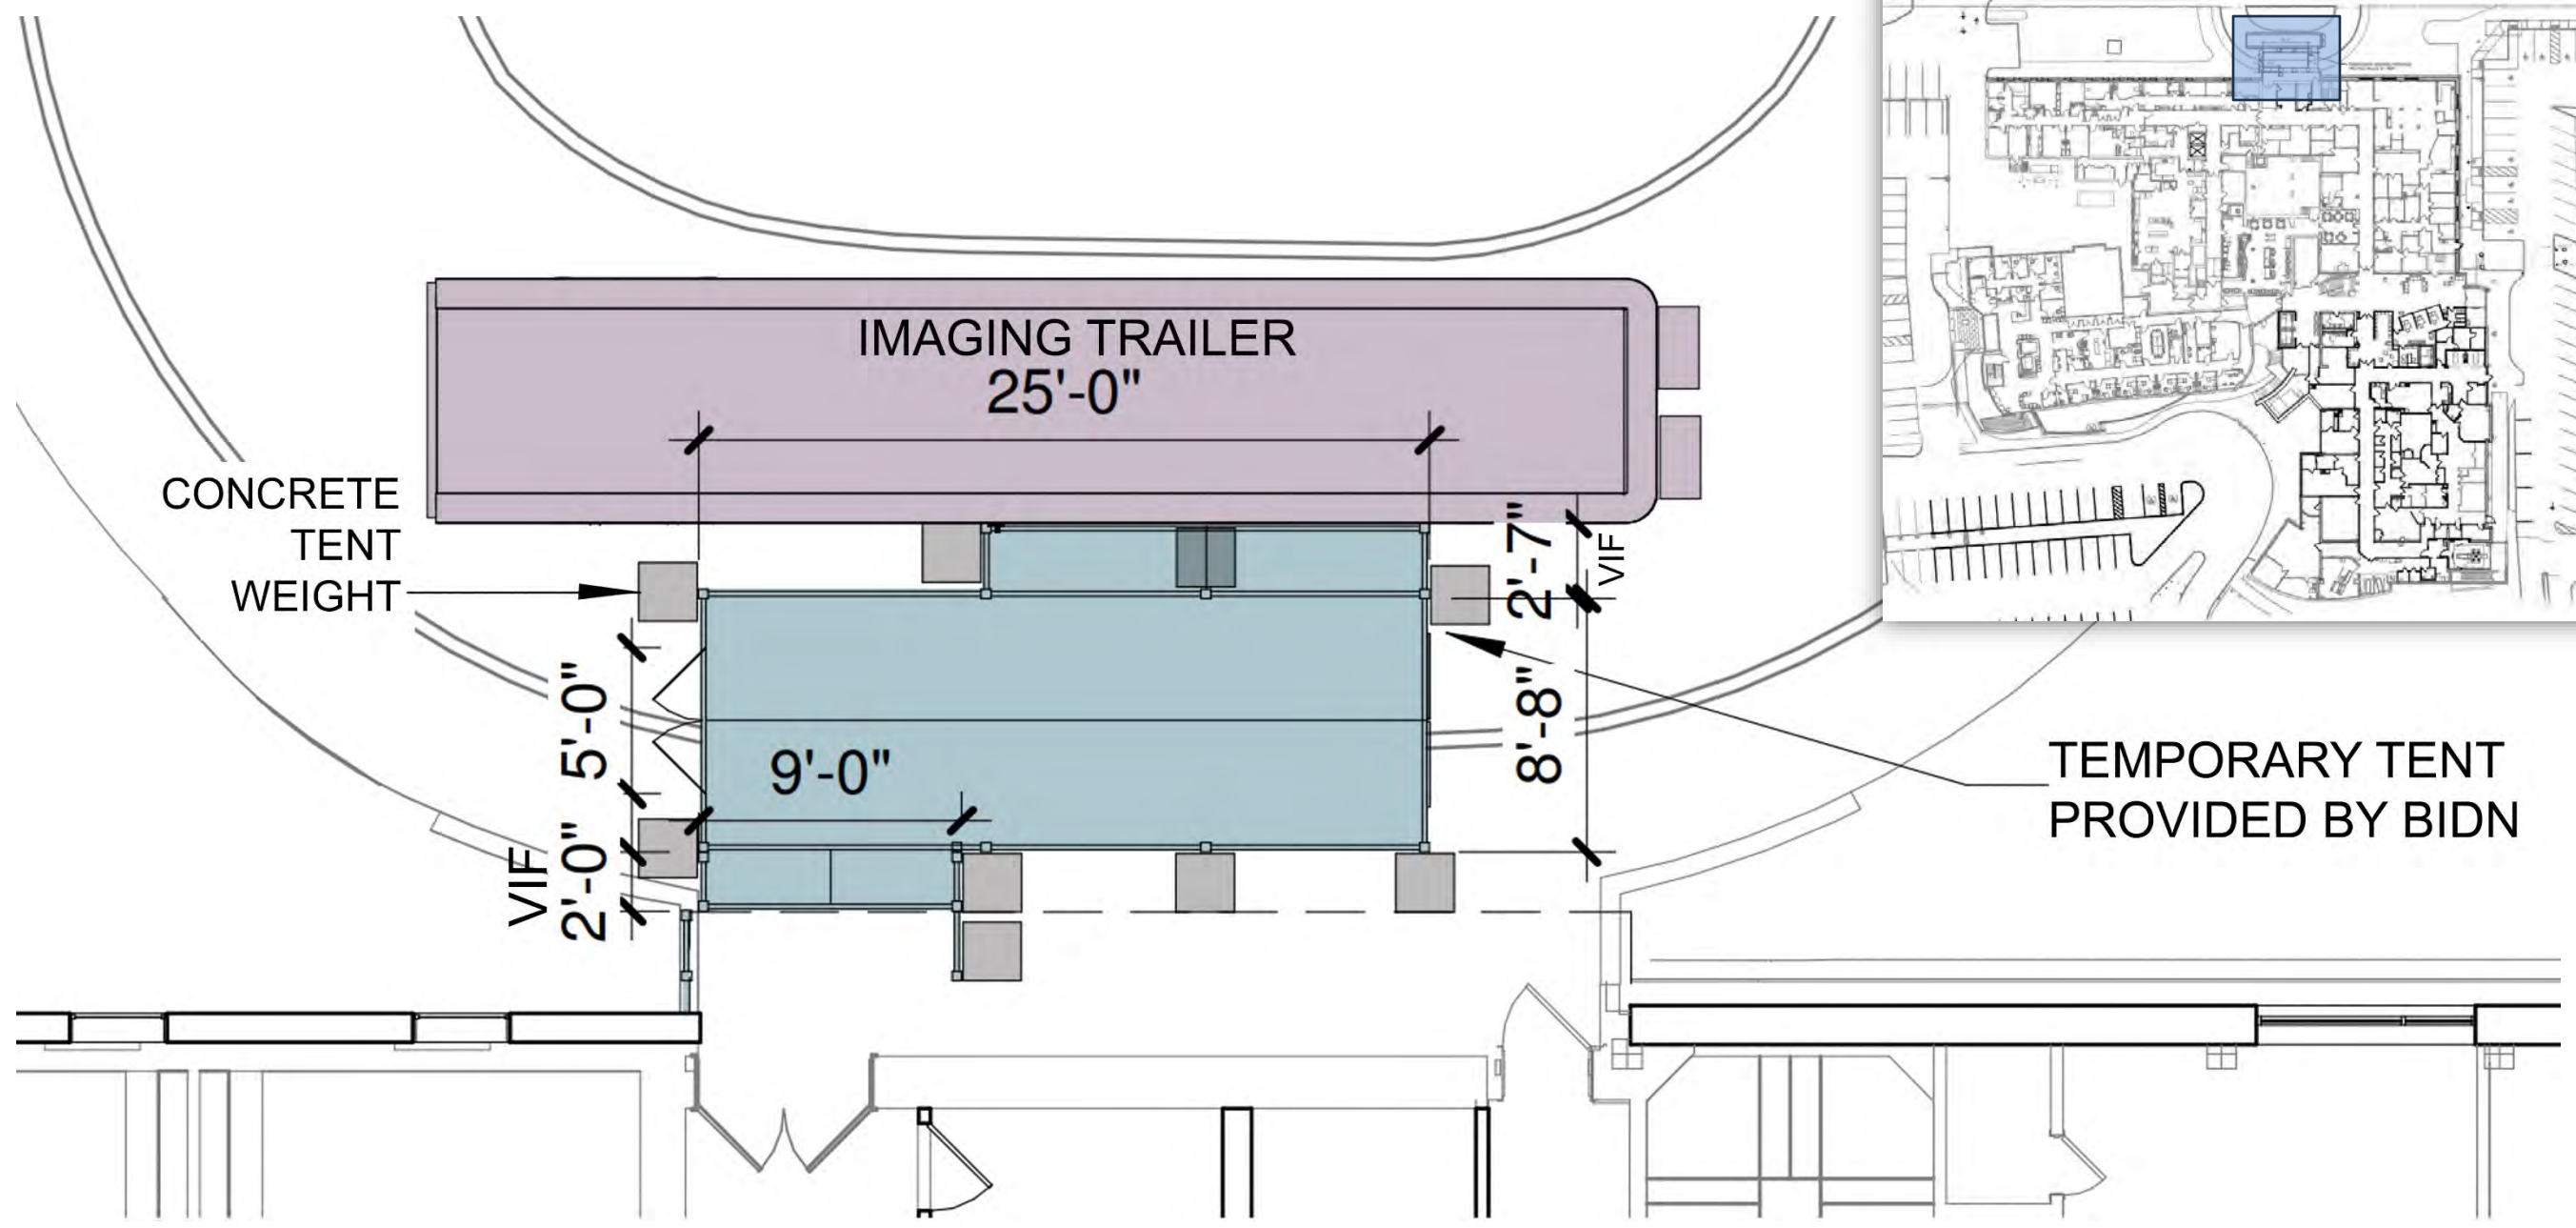 IMAGING TRAILER
25'-0"
CONCRETE
TENT
WEIGHT
2'-7"
VIF
5'-0"
9'-0"
8'-8"
VIF
2'-0"
TEMPORARY TENT
PROVIDED BY BIDN